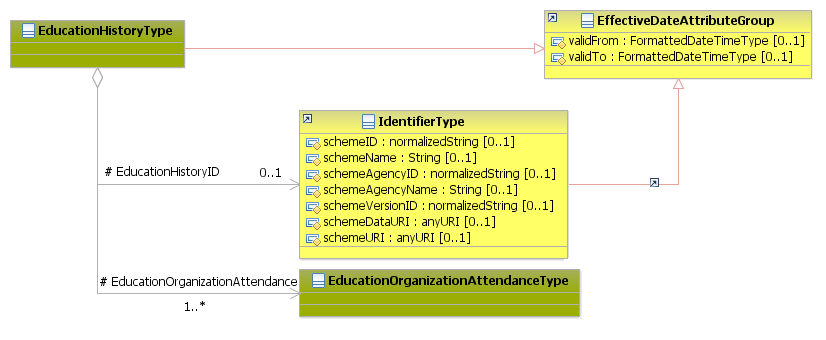 EducationHistoryType
EffectiveDateAttributeGroup
validFrom : FormattedDateTimeType [0..1]
validTo : FormattedDateTimeType [0..1]
IdentifierType
schemeID : normalizedString [0..1]
schemeName : String [0..1]
schemeAgencyID : normalizedString [0..1]
schemeAgencyName : String [0..1]
schemeVersionID : normalizedString [0..1]
schemeDataURI : anyURI [0..1]
schemeURI : anyURI [0..1]
# EducationHistoryID
0..1
# EducationOrganizationAttendance
1..*
EducationOrganizationAttendanceType